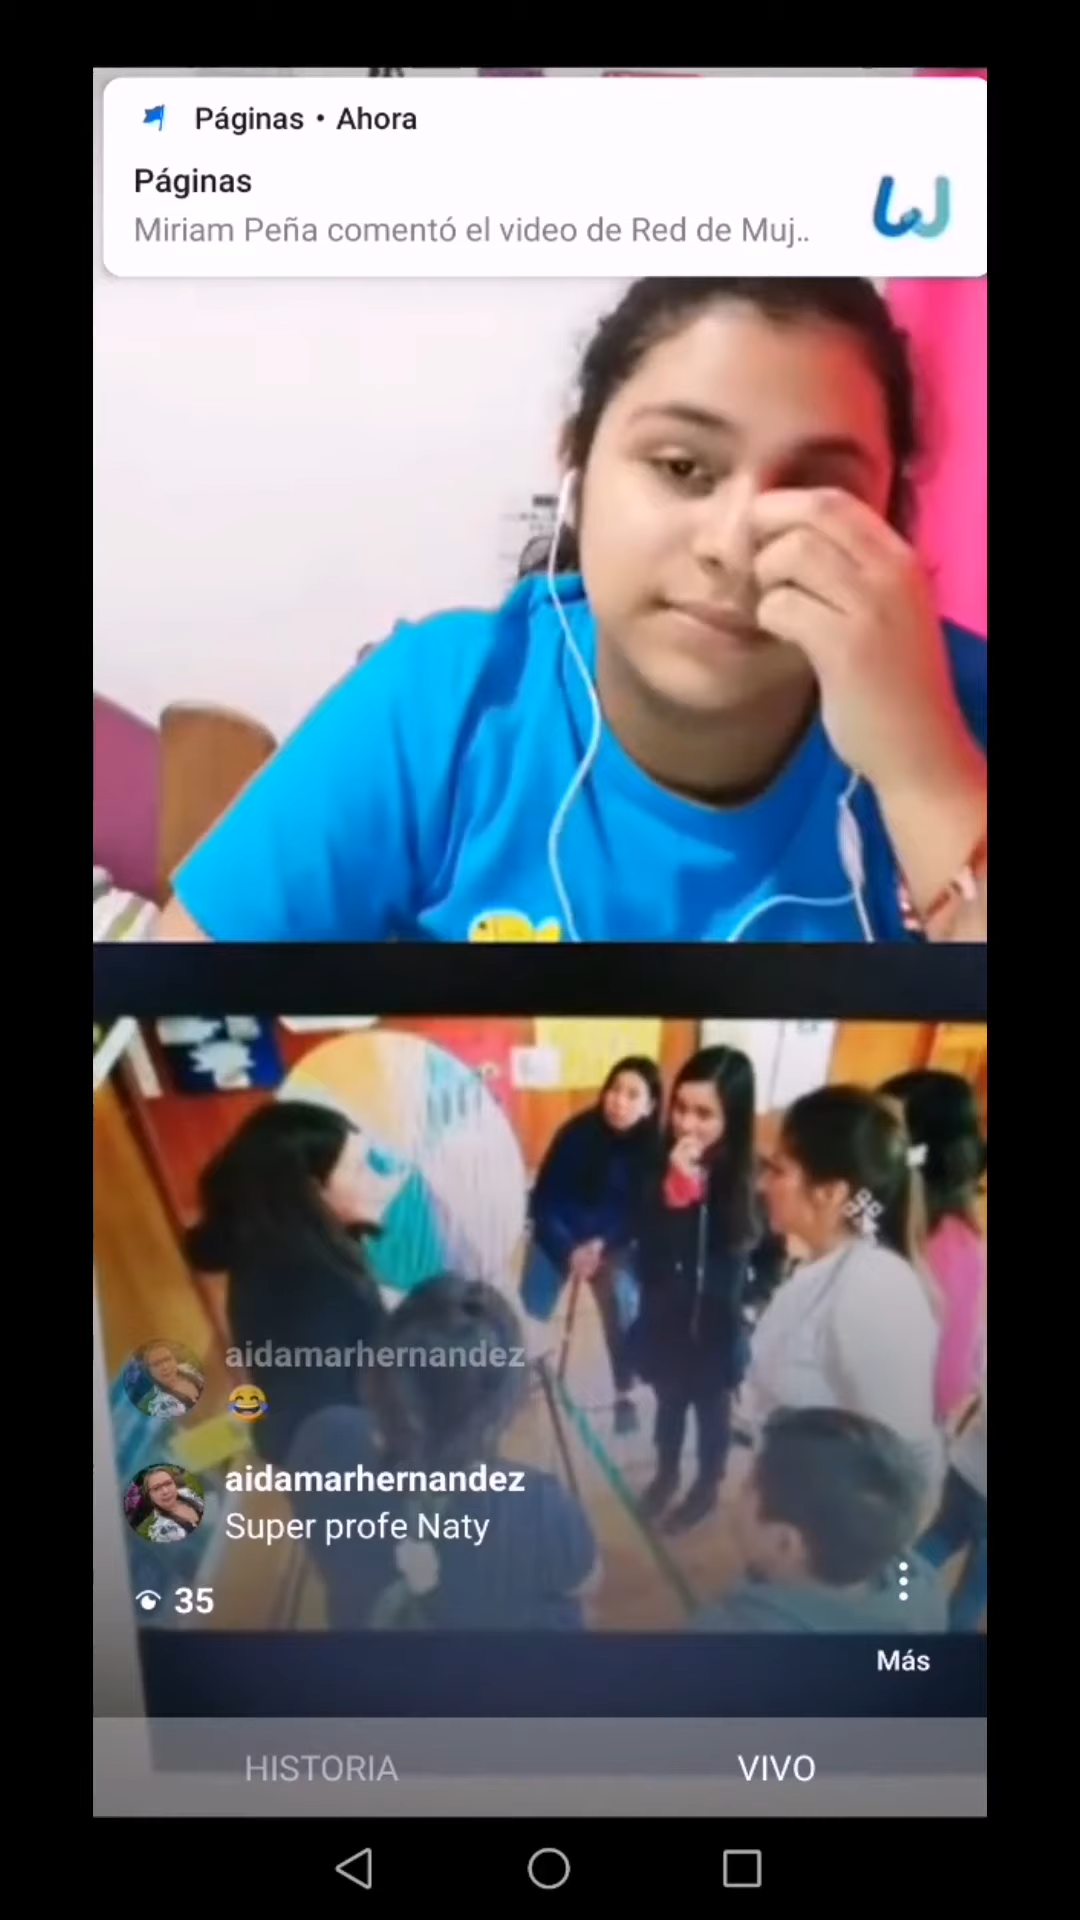 Páginas • Ahora
Páginas
Miriam Peña comentó el video de Red de Muj..
aidamarhernandez
😂
aidamarhernandez
Super profe Naty
35
Más
HISTORIA
VIVO